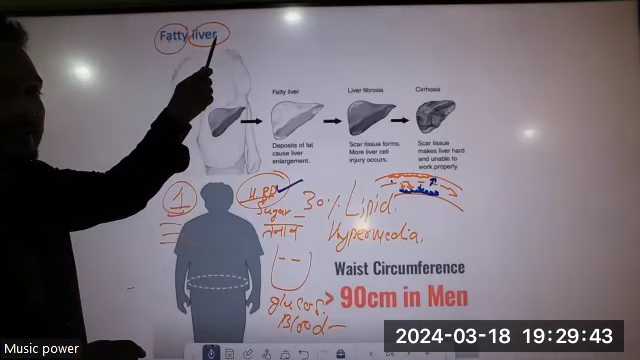 Fatty liver
Fatty liver
Deposits of fat
cause liver
enlargement.
Liver fibrosis
Scar tissue forms.
More liver cell
injury occurs.
Cirrhosis
Scar tissue
makes liver hard
and unable to
work properly.
1
Sugar
तनाव
30% Lipid
Hypermedia,
Waist Circumference
> 90cm in Men
glucose
Blood
2024-03-18 19:29:43
Music power